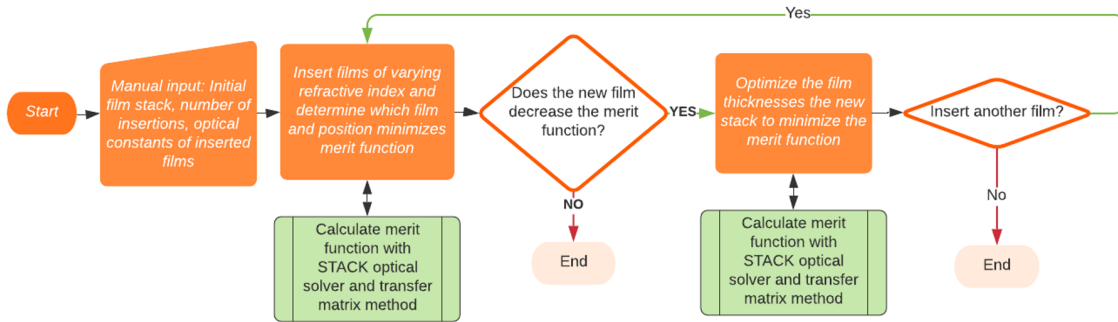 Yes
Start
Manual input: Initial
film stack, number of
insertions, optical
constants of inserted
films
Insert films of varying
refractive index and
determine which film
and position minimizes
merit function
Calculate merit
function with
STACK optical
solver and transfer
matrix method
Does the new film
decrease the merit
function?
NO
End
YES
Optimize the film
thicknesses the new
stack to minimize the
merit function
Calculate merit
function with
STACK optical
solver and transfer
matrix method
Insert another film?
No
End